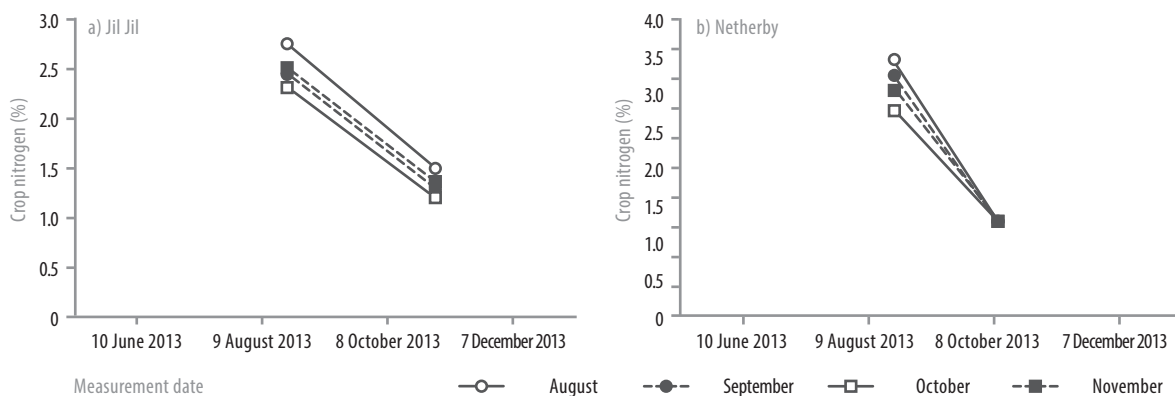 a) Jil Jil
3.0
2.5
2.0
1.5
1.0
0.5
0
Crop nitrogen (%)
10 June 2013
9 August 2013
8 October 2013
7 December 2013
b) Netherby
4.0
3.5
3.0
2.5
2.0
1.5
1.0
0.5
0
Crop nitrogen (%)
10 June 2013
9 August 2013
8 October 2013
7 December 2013
Measurement date
August
September
October
November